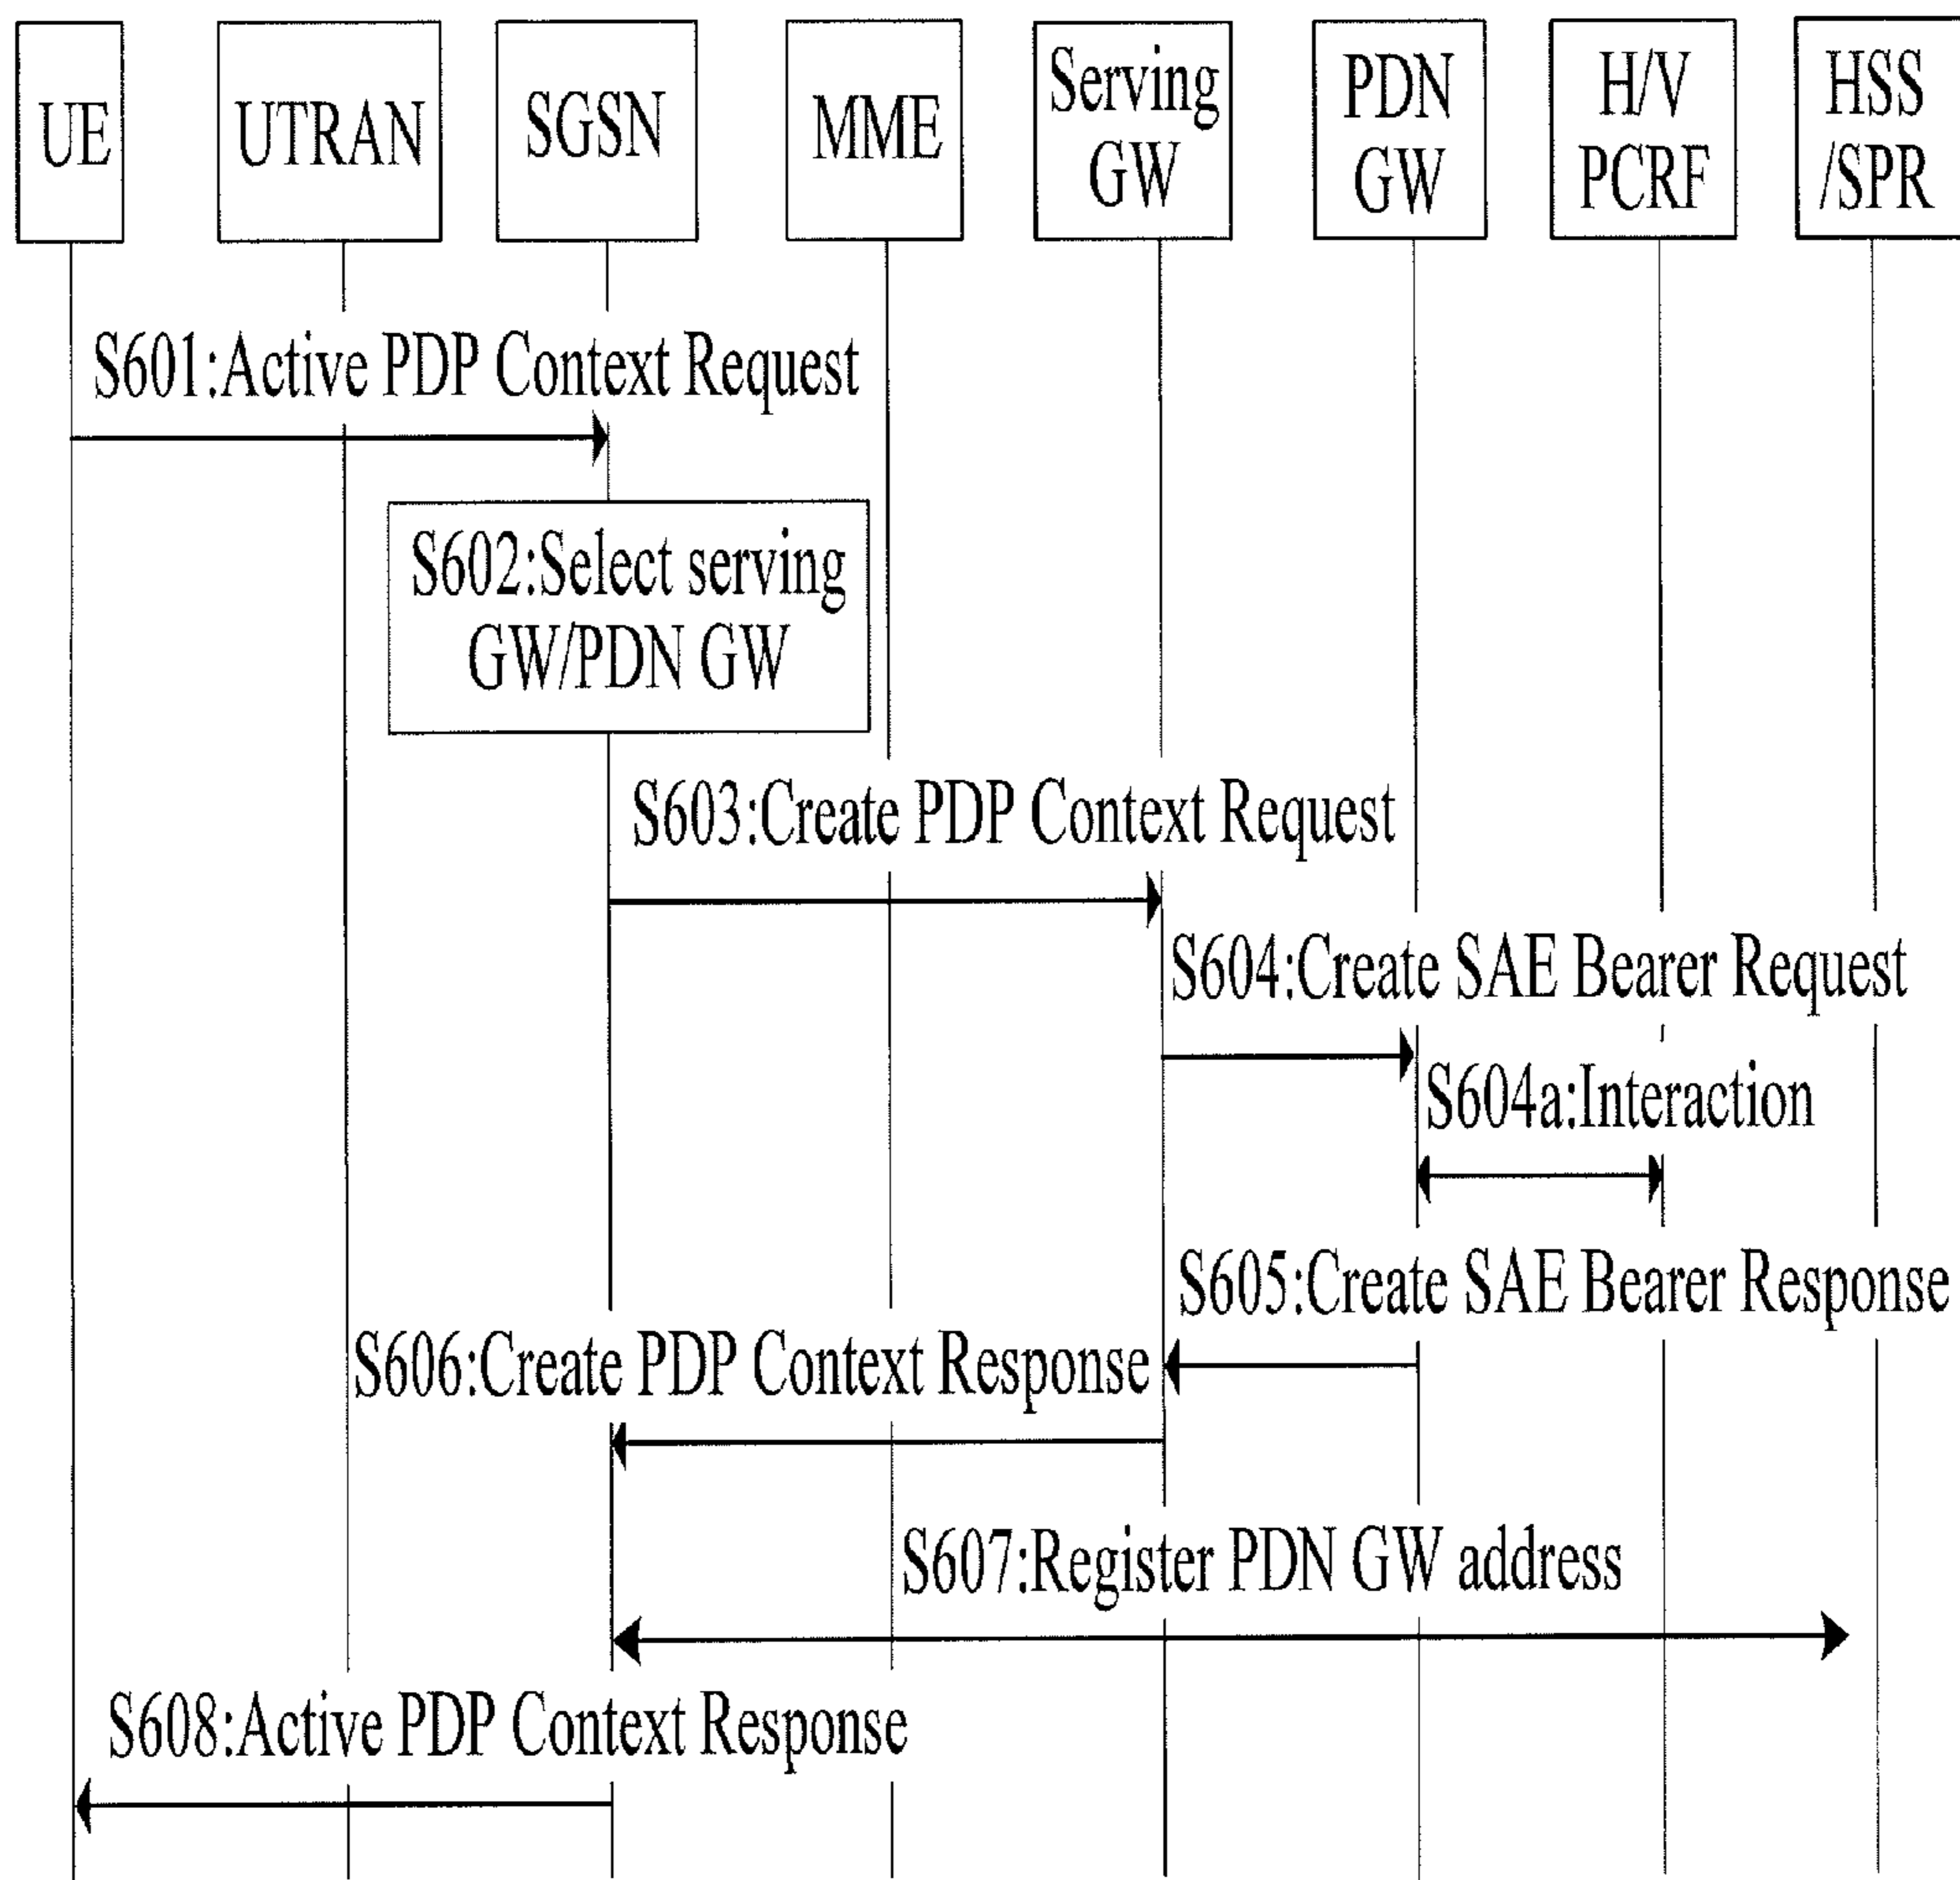 UE
UTRAN
SGSN
MME
Serving
GW
PDN
GW
H/V
PCRF
HSS
/SPR
S601:Active PDP Context Request
S602:Select serving
GW/PDN GW
S603:Create PDP Context Request
S604:Create SAE Bearer Request
S604a:Interaction
S605:Create SAE Bearer Response
S606:Create PDP Context Response
S607:Register PDN GW address
S608:Active PDP Context Response